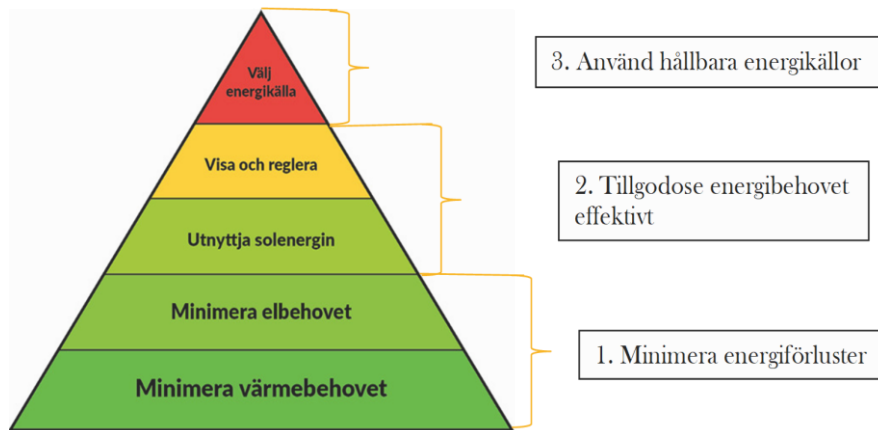 Välj
energikälla
3. Använd hållbara energikällor
Visa och reglera
2. Tillgodose energibehovet
effektivt
Utnyttja solenergin
Minimera elbehovet
1. Minimera energiförluster
Minimera värmebehovet